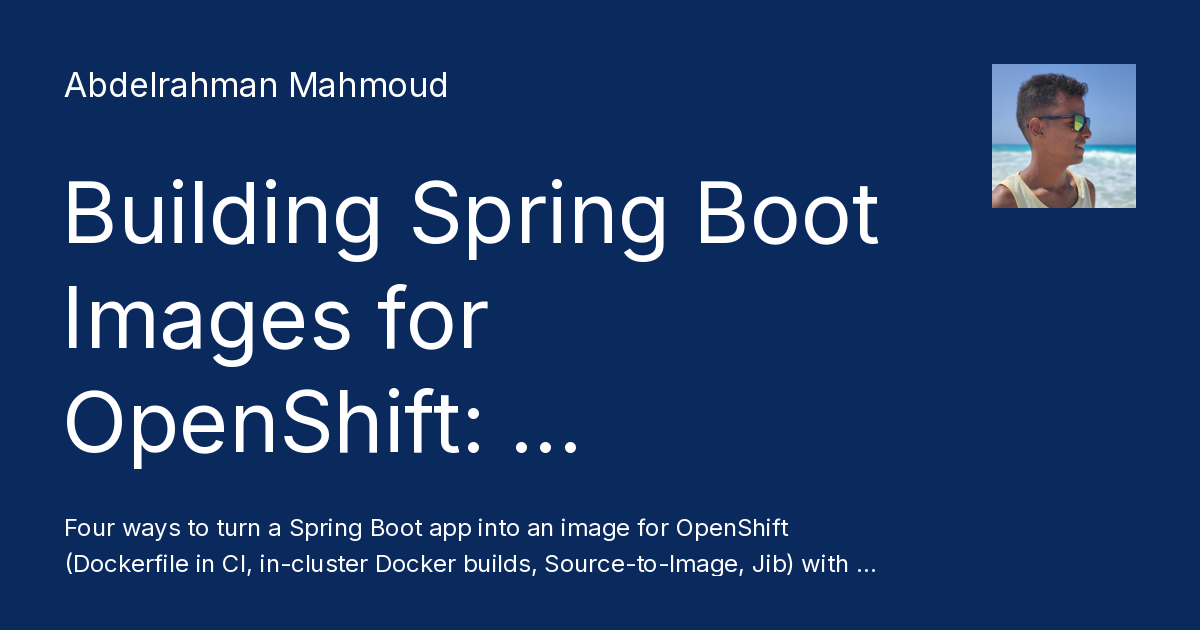 Abdelrahman Mahmoud
Building Spring Boot
Images for
OpenShift: ...
Four ways to turn a Spring Boot app into an image for OpenShift
(Dockerfile in CI, in-cluster Docker builds, Source-to-Image, Jib) with ...